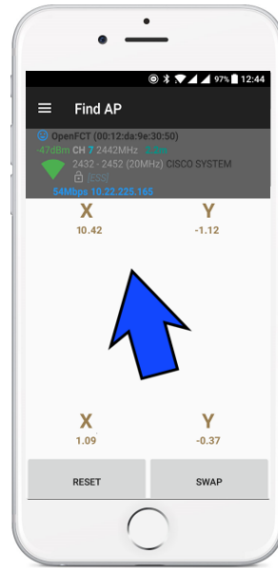 97% 12:44
Find AP
OpenFCT (00:12:da:9e:30:50)
-47dBm CH 7 2442MHz
2432 - 2452 (20MHz) CISCO SYSTEM
[ESS]
54Mbps 10.22.225.165
X Y
10.42 -1.12
X Y
1.09 -0.37
RESET SWAP